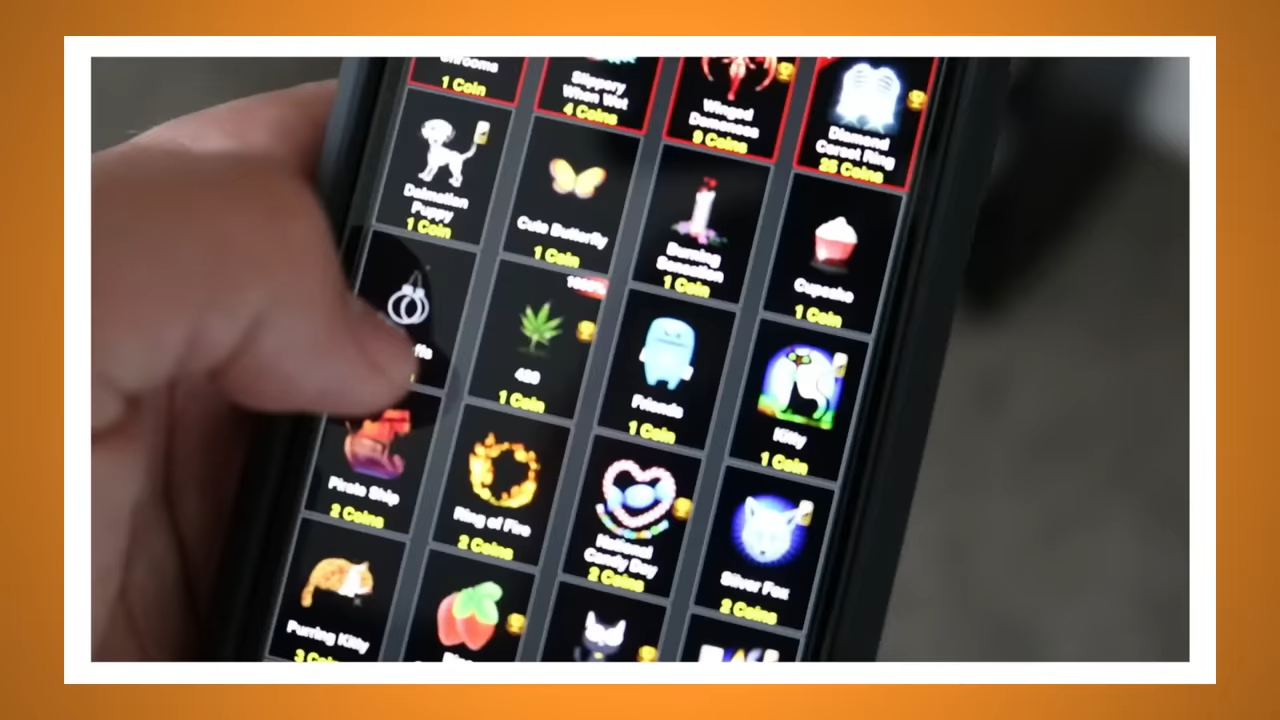 1 Coin
Slippery
When Wet
4 Coins
Winged
Demoness
9 Coins
Diamond
Corset Ring
25 Coins
Dalmatian
Puppy
1 Coin
Cute Butterfly
1 Coin
Burning
Sensation
1 Coin
Cupcake
1 Coin
420
1 Coin
Friends
1 Coin
Kitty
1 Coin
Pirate Ship
2 Coins
Ring of Fire
2 Coins
National
Candy Day
2 Coins
Silver Fox
2 Coins
Purring Kitty
3 Coins